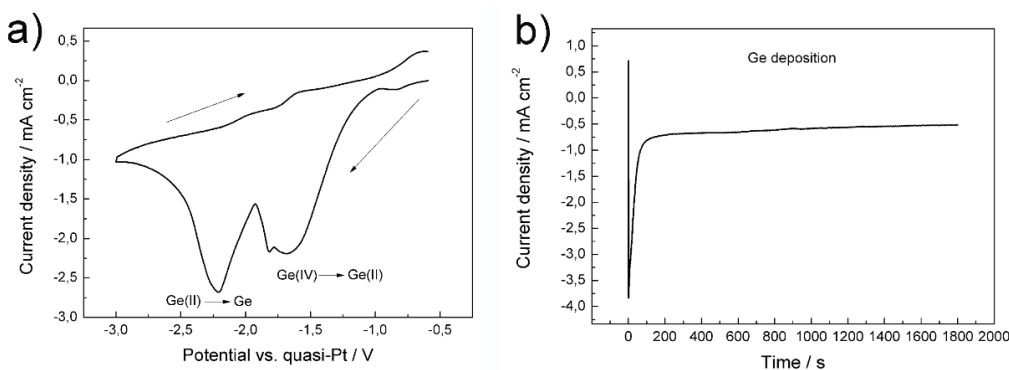 a)
0,5
0,0
-0,5
-1,0
-1,5
-2,0
-2,5
-3,0
Current density / mA cm-2
Ge(IV) → Ge(II)
Ge(II) → Ge
-3,0 -2,5 -2,0 -1,5 -1,0 -0,5
Potential vs. quasi-Pt / V
b)
1,0
0,5
0,0
-0,5
-1,0
-1,5
-2,0
-2,5
-3,0
-3,5
-4,0
Current density / mA cm-2
Ge deposition
0 200 400 600 800 1000 1200 1400 1600 1800 2000
Time / s